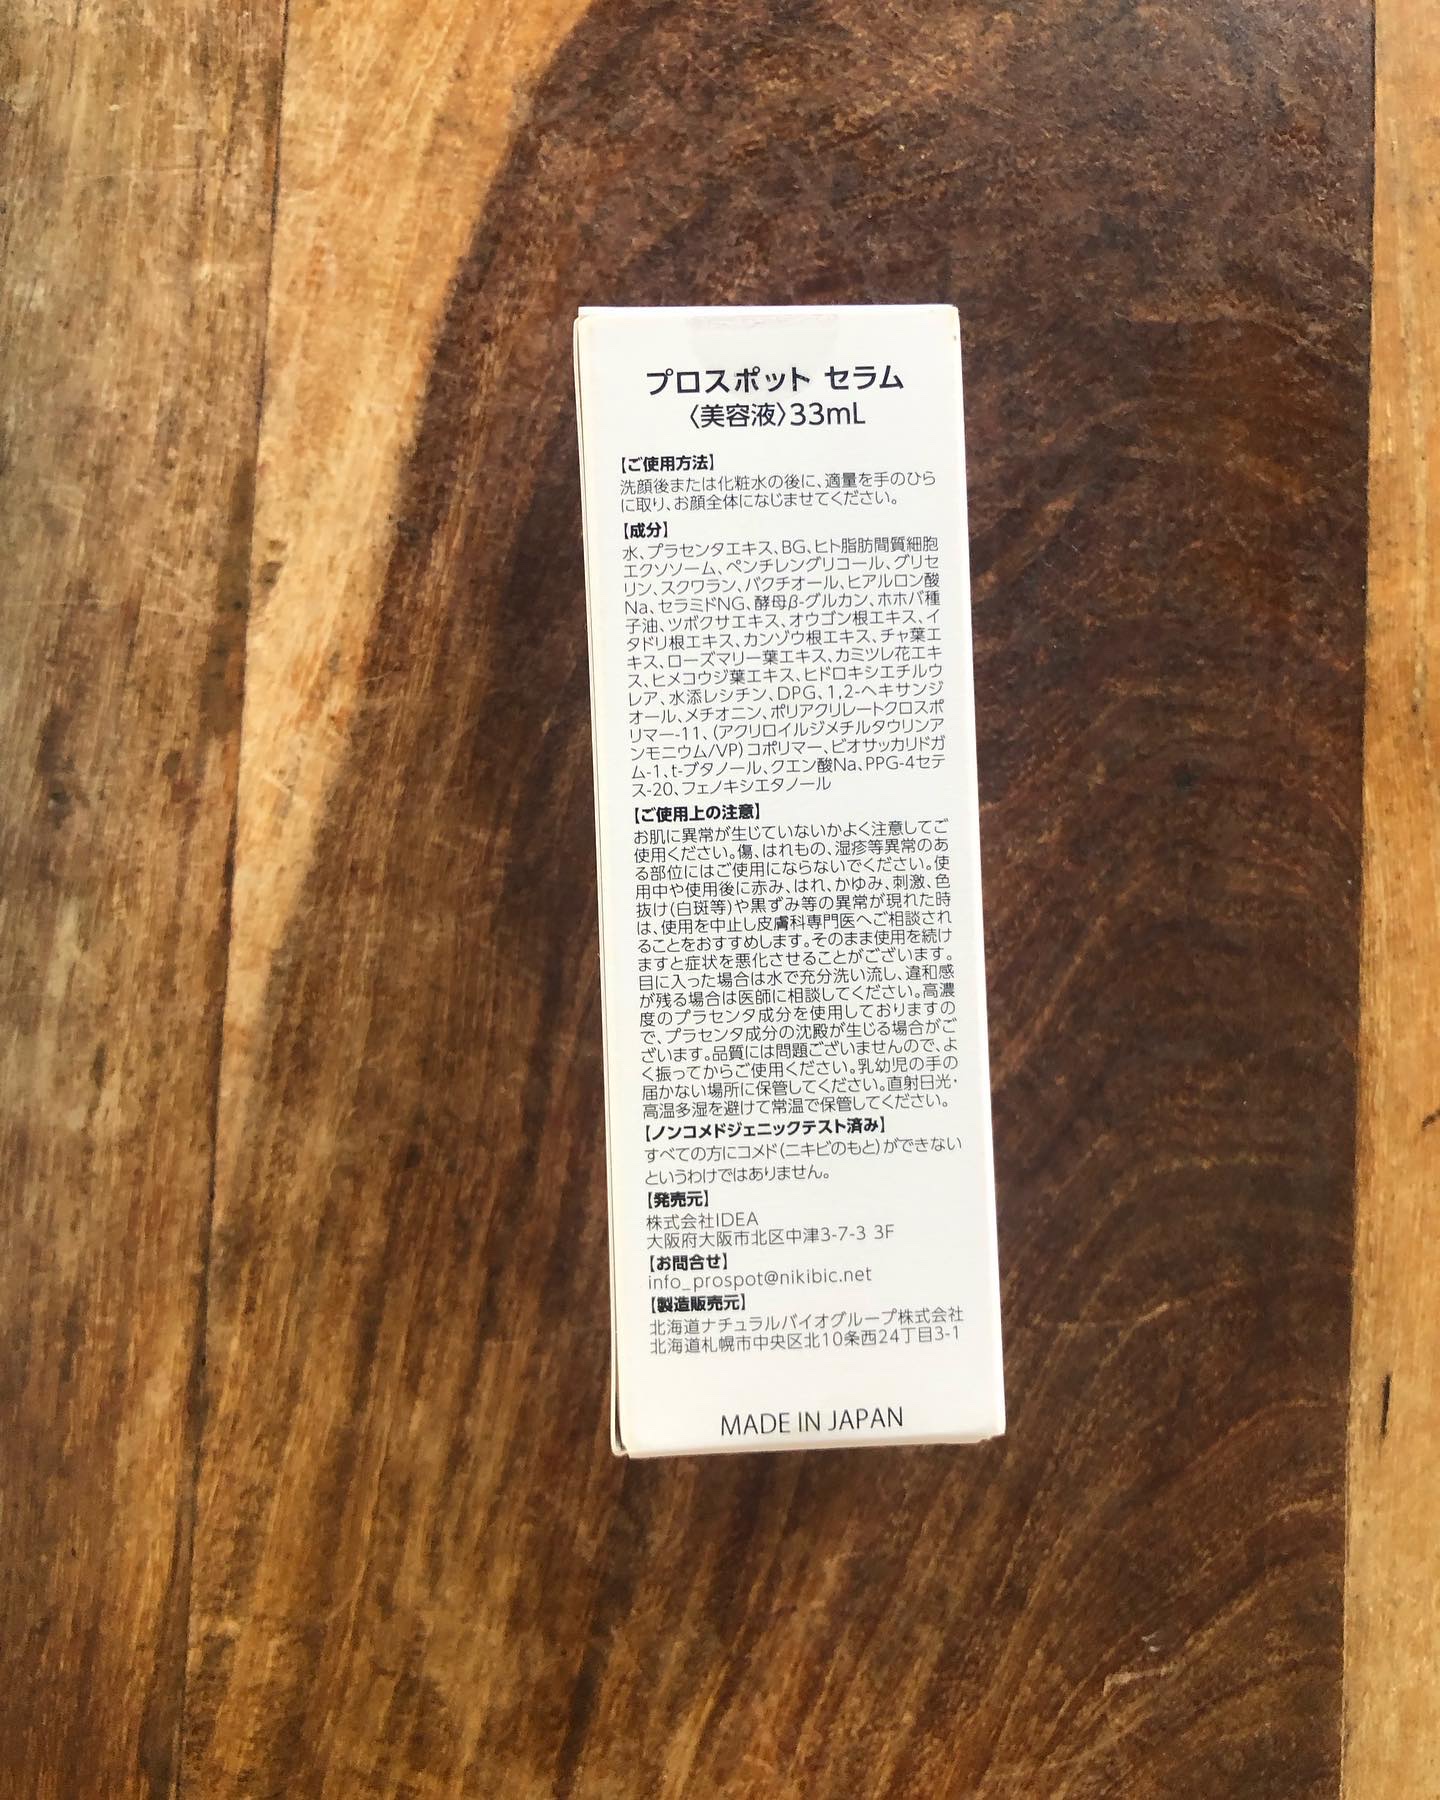 プロスポット セラム
〈美容液〉33mL
【ご使用方法】
洗顔後または化粧水の後に、適量を手のひら
に取り、お顔全体になじませてください。
【成分】
水、プラセンタエキス、BG、ヒト脂肪間質細胞
エクソソーム、ペンチレングリコール、グリセ
リン、スクワラン、バクチオール、ヒアルロン酸
Na、セラミドNG、酵母β-グルカン、ホホバ種
子油、ツボクサエキス、オウゴン根エキス、イ
タドリ根エキス、カンゾウ根エキス、チャ葉エ
キス、ローズマリー葉エキス、カミツレ花エキ
ス、ヒメコウジ葉エキス、ヒドロキシエチルウ
レア、水添レシチン、DPG、1,2-ヘキサンジ
オール、メチオニン、ポリアクリレートクロスポ
リマー-11、(アクリロイルジメチルタウリンア
ンモニウム/VP)コポリマー、ビオサッカリドガ
ム-1、t-ブタノール、クエン酸Na、PPG-4セテ
ス-20、フェノキシエタノール
【ご使用上の注意】
お肌に異常が生じていないかよく注意してご
使用ください。傷、はれもの、湿疹等異常のあ
る部位にはご使用にならないでください。使
用中や使用後に赤み、はれ、かゆみ、刺激、色
抜け(白斑等)や黒ずみ等の異常が現れた時
は、使用を中止し皮膚科専門医へご相談され
ることをおすすめします。そのまま使用を続け
ますと症状を悪化させることがございます。
目に入った場合は水で充分洗い流し、違和感
が残る場合は医師に相談してください。高濃
度のプラセンタ成分を使用しておりますの
で、プラセンタ成分の沈殿が生じる場合がご
ざいます。品質には問題ございませんので、よ
く振ってからご使用ください。乳幼児の手の
届かない場所に保管してください。直射日光・
高温多湿を避けて常温で保管してください。
【ノンコメドジェニックテスト済み】
すべての方にコメド(ニキビのもと)ができない
というわけではありません。
【発売元】
株式会社IDEA
大阪府大阪市北区中津3-7-3 3F
【お問合せ】
info_prospot@nikibic.net
【製造販売元】
北海道ナチュラルバイオグループ株式会社
北海道札幌市中央区北10条西24丁目3-1
MADE IN JAPAN